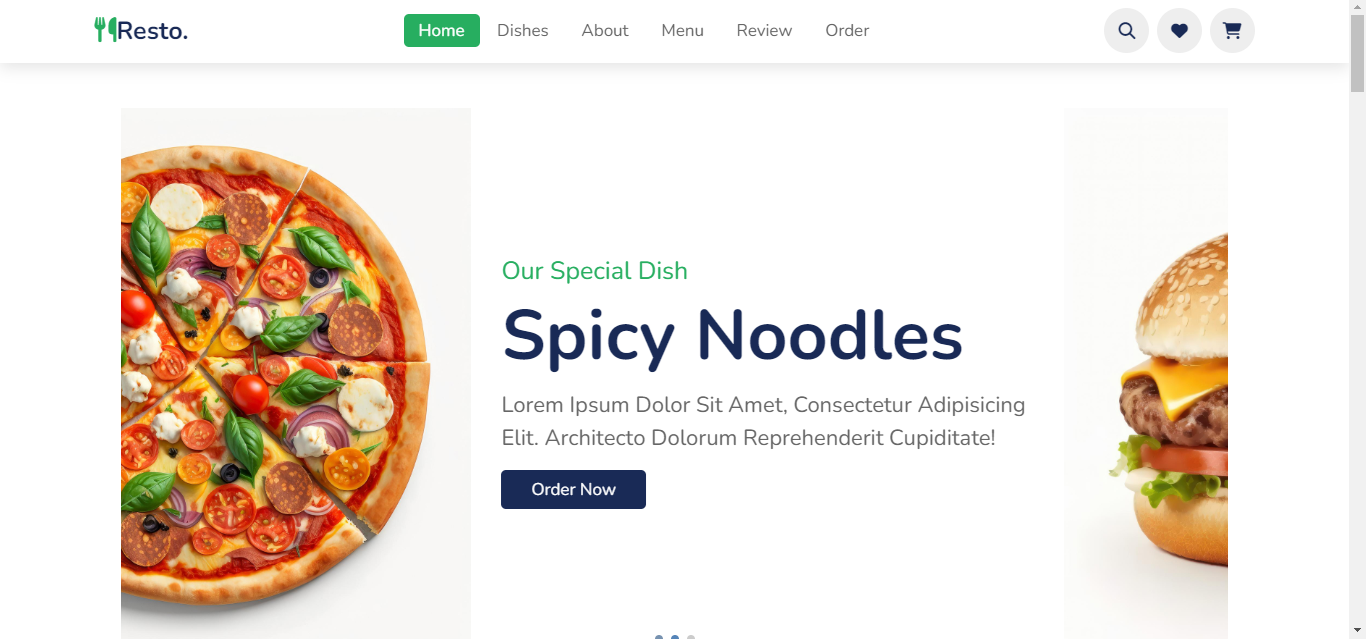 Resto.
Home
Dishes
About
Menu
Review
Order
Our Special Dish
Spicy Noodles
Lorem Ipsum Dolor Sit Amet, Consectetur Adipisicing
Elit. Architecto Dolorum Reprehenderit Cupiditate!
Order Now